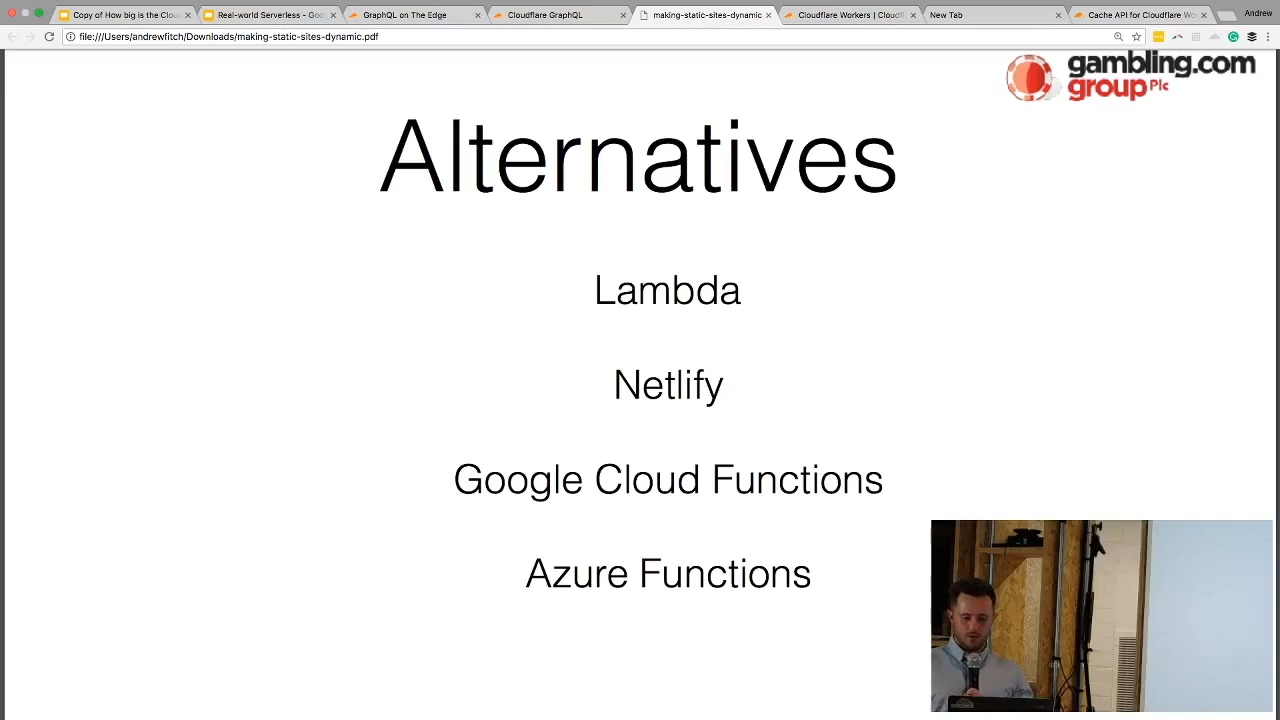 Copy of How big is the Clou
Real-world Serverless - Goo
GraphQL on The Edge
Cloudflare GraphQL
making-static-sites-dynamic
Cloudflare Workers | Cloudfl
New Tab
Cache API for Cloudflare Wo
Andrew
file:///Users/andrewfitch/Downloads/making-static-sites-dynamic.pdf
gambling.com
group Plc
Alternatives
Lambda
Netlify
Google Cloud Functions
Azure Functions